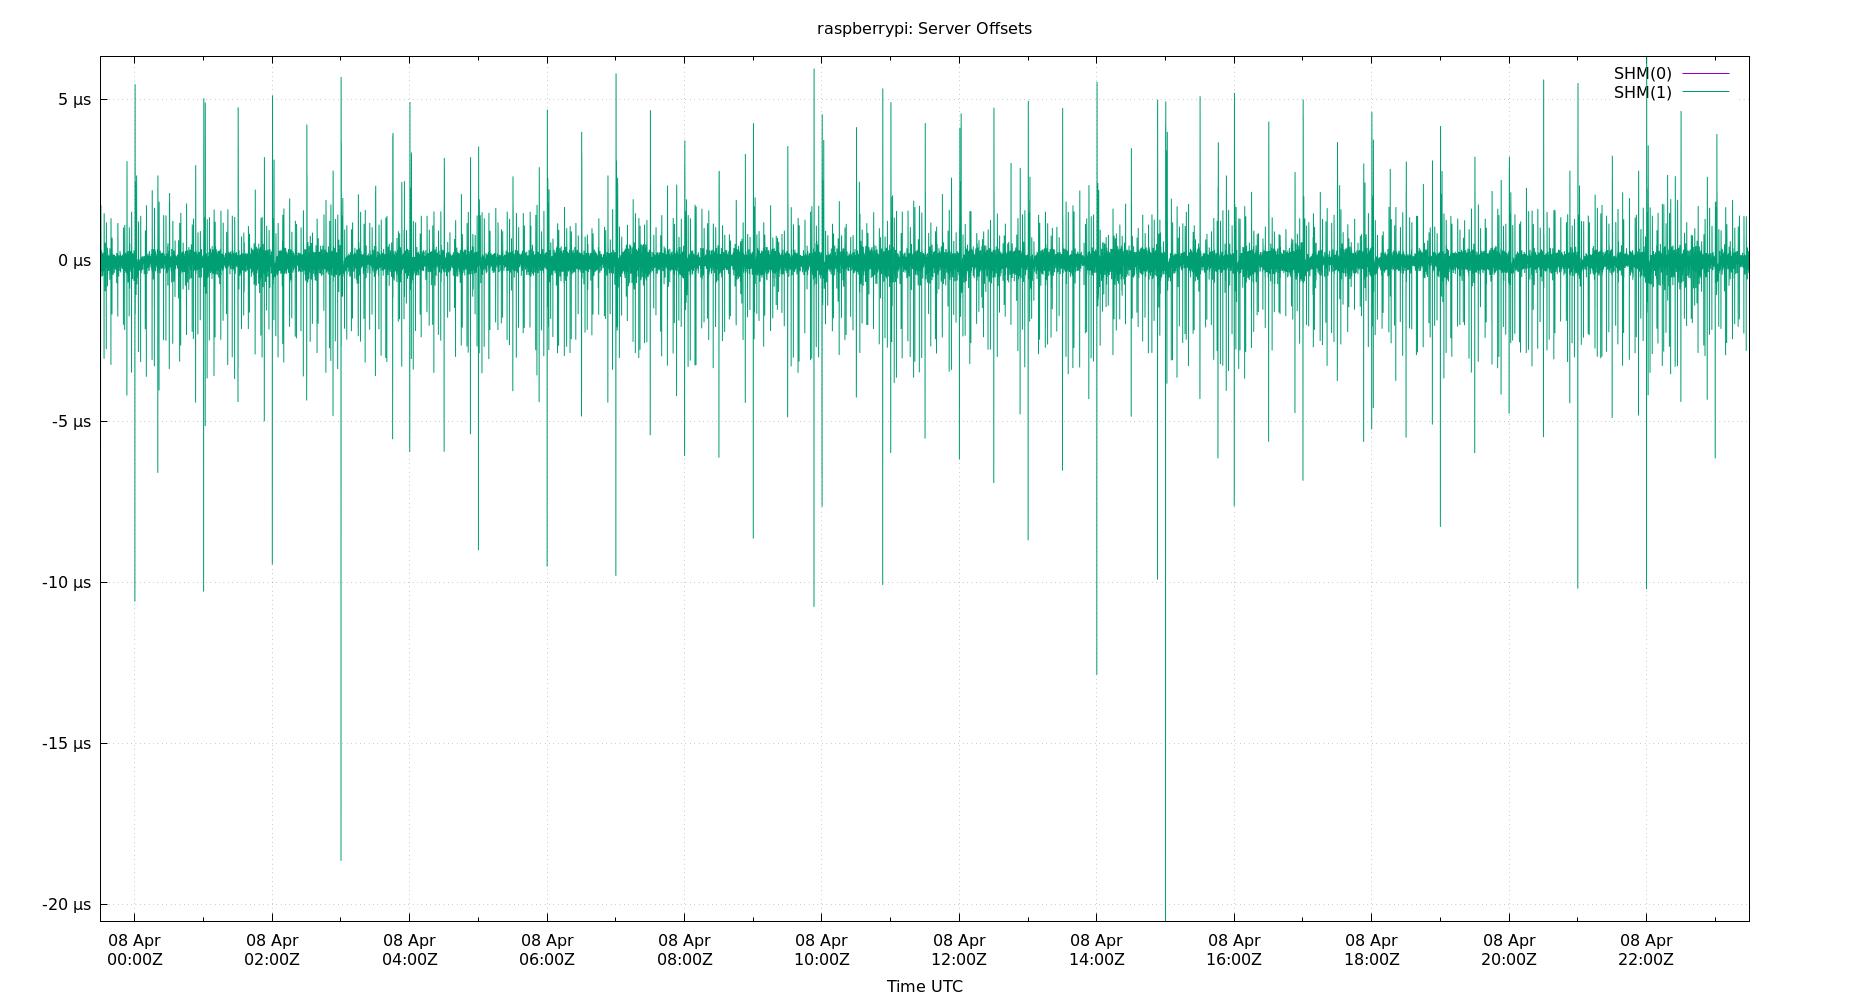 raspberrypi: Server Offsets
SHM(0)
SHM(1)
5 µs
0 µs
-5 µs
-10 µs
-15 µs
-20 µs
08 Apr 08 Apr 08 Apr 08 Apr 08 Apr 08 Apr 08 Apr 08 Apr 08 Apr 08 Apr 08 Apr 08 Apr
00:00Z 02:00Z 04:00Z 06:00Z 08:00Z 10:00Z 12:00Z 14:00Z 16:00Z 18:00Z 20:00Z 22:00Z
Time UTC